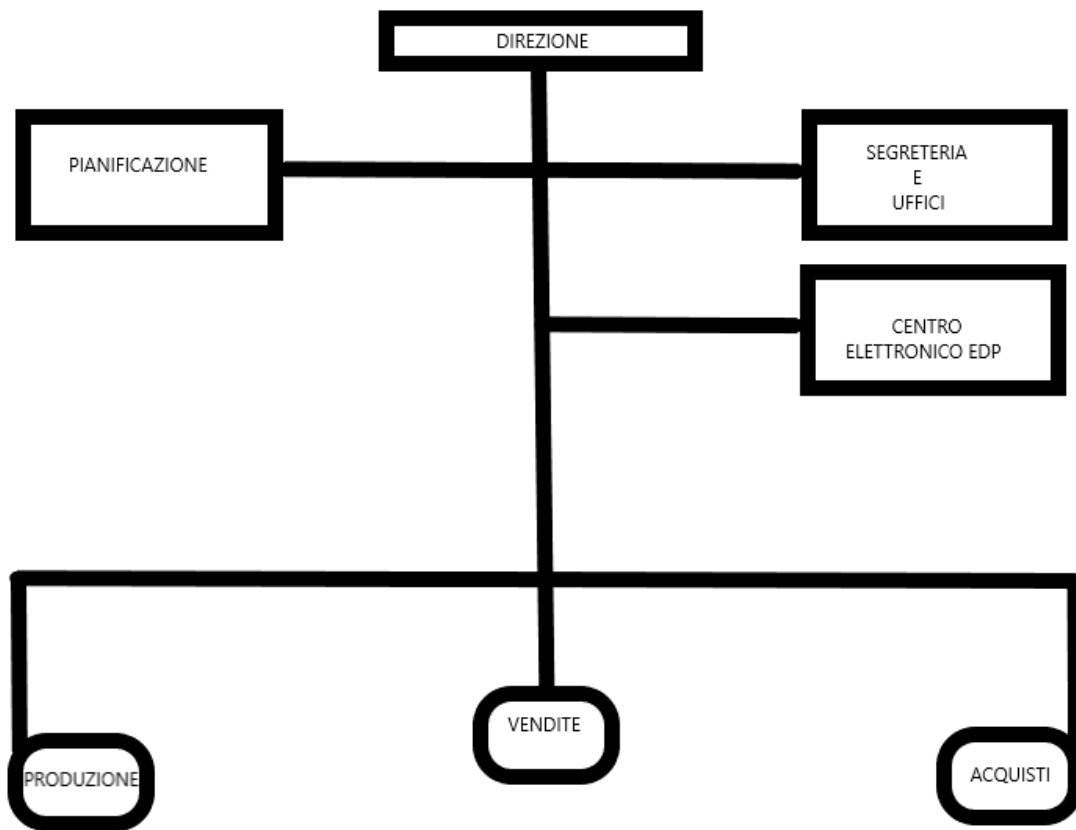 DIREZIONE
PIANIFICAZIONE
SEGRETERIA
E
UFFICI
CENTRO
ELETTRONICO EDP
VENDITE
PRODUZIONE
ACQUISTI